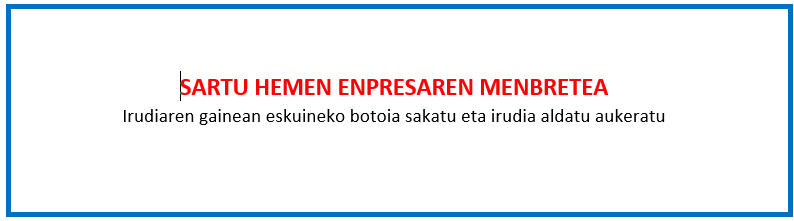 SARTU HEMEN ENPRESAREN MENBRETEA
Irudiaren gainean eskuineko botoia sakatu eta irudia aldatu aukeratu